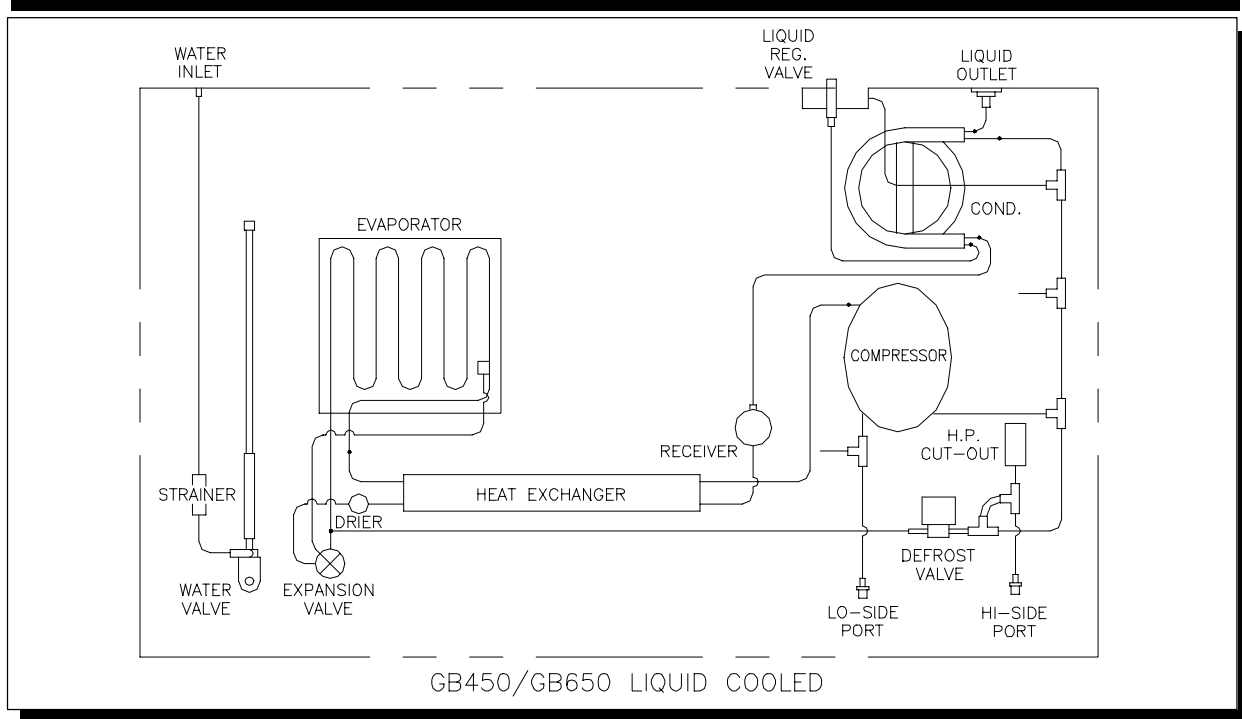 WATER
INLET
LIQUID
REG.
VALVE
LIQUID
OUTLET
COND.
EVAPORATOR
COMPRESSOR
H.P.
CUT-OUT
RECEIVER
STRAINER
HEAT EXCHANGER
DRIER
DEFROST
VALVE
WATER
VALVE
EXPANSION
VALVE
LO-SIDE
PORT
HI-SIDE
PORT
GB450/GB650 LIQUID COOLED